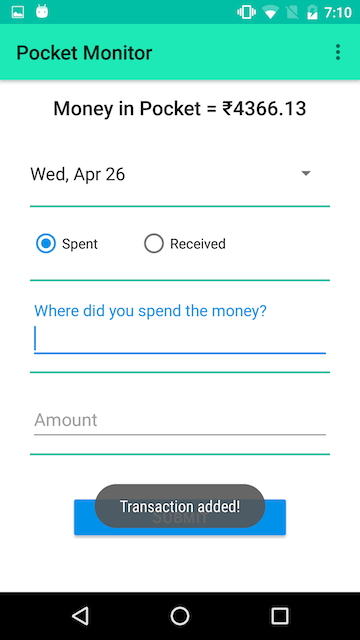 7:10
Pocket Monitor
Money in Pocket = ₹4366.13
Wed, Apr 26
Spent
Received
Where did you spend the money?
Amount
SUBMIT
Transaction added!